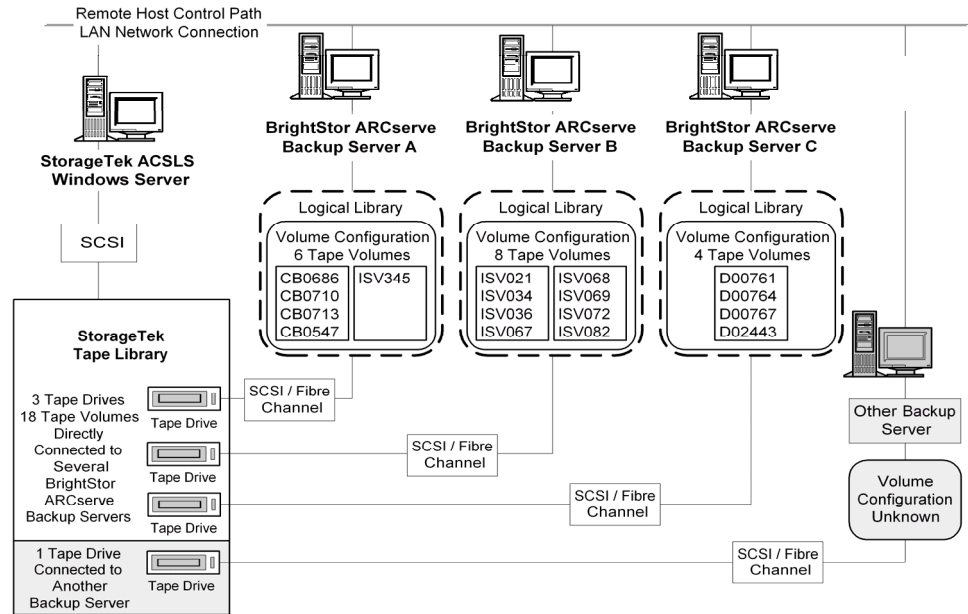 Remote Host Control Path
LAN Network Connection
StorageTek ACSLS
Windows Server
SCSI
BrightStor ARCserve
Backup Server A
BrightStor ARCserve
Backup Server B
BrightStor ARCserve
Backup Server C
Logical Library
Volume Configuration
6 Tape Volumes
CB0686
CB0710
CB0713
CB0547
ISV345
Logical Library
Volume Configuration
8 Tape Volumes
ISV021
ISV034
ISV036
ISV067
ISV068
ISV069
ISV072
ISV082
Logical Library
Volume Configuration
4 Tape Volumes
D00761
D00764
D00767
D02443
StorageTek
Tape Library
3 Tape Drives
18 Tape Volumes
Directly
Connected to
Several
BrightStor
ARCserve
Backup Servers
Tape Drive
Tape Drive
Tape Drive
1 Tape Drive
Connected to
Another
Backup Server
Tape Drive
SCSI / Fibre
Channel
SCSI / Fibre
Channel
SCSI / Fibre
Channel
SCSI / Fibre
Channel
Other Backup
Server
Volume
Configuration
Unknown